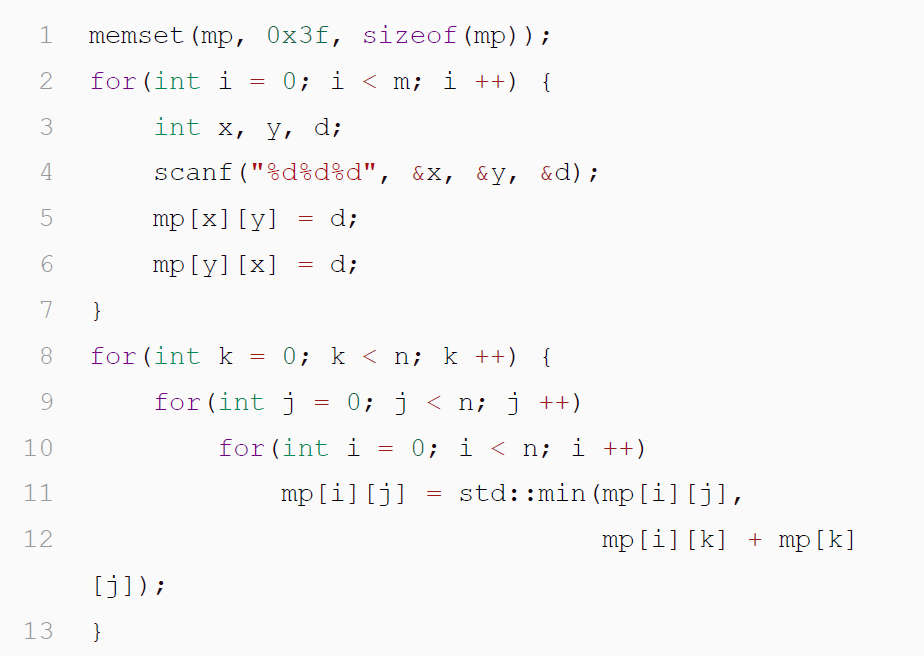 1 memset(mp, 0x3f, sizeof(mp));
2 for(int i = 0; i < m; i ++) {
3     int x, y, d;
4     scanf("%d%d%d", &x, &y, &d);
5     mp[x][y] = d;
6     mp[y][x] = d;
7 }
8 for(int k = 0; k < n; k ++) {
9     for(int j = 0; j < n; j ++)
10         for(int i = 0; i < n; i ++)
11             mp[i][j] = std::min(mp[i][j],
12                                 mp[i][k] + mp[k]
[j]);
13 }